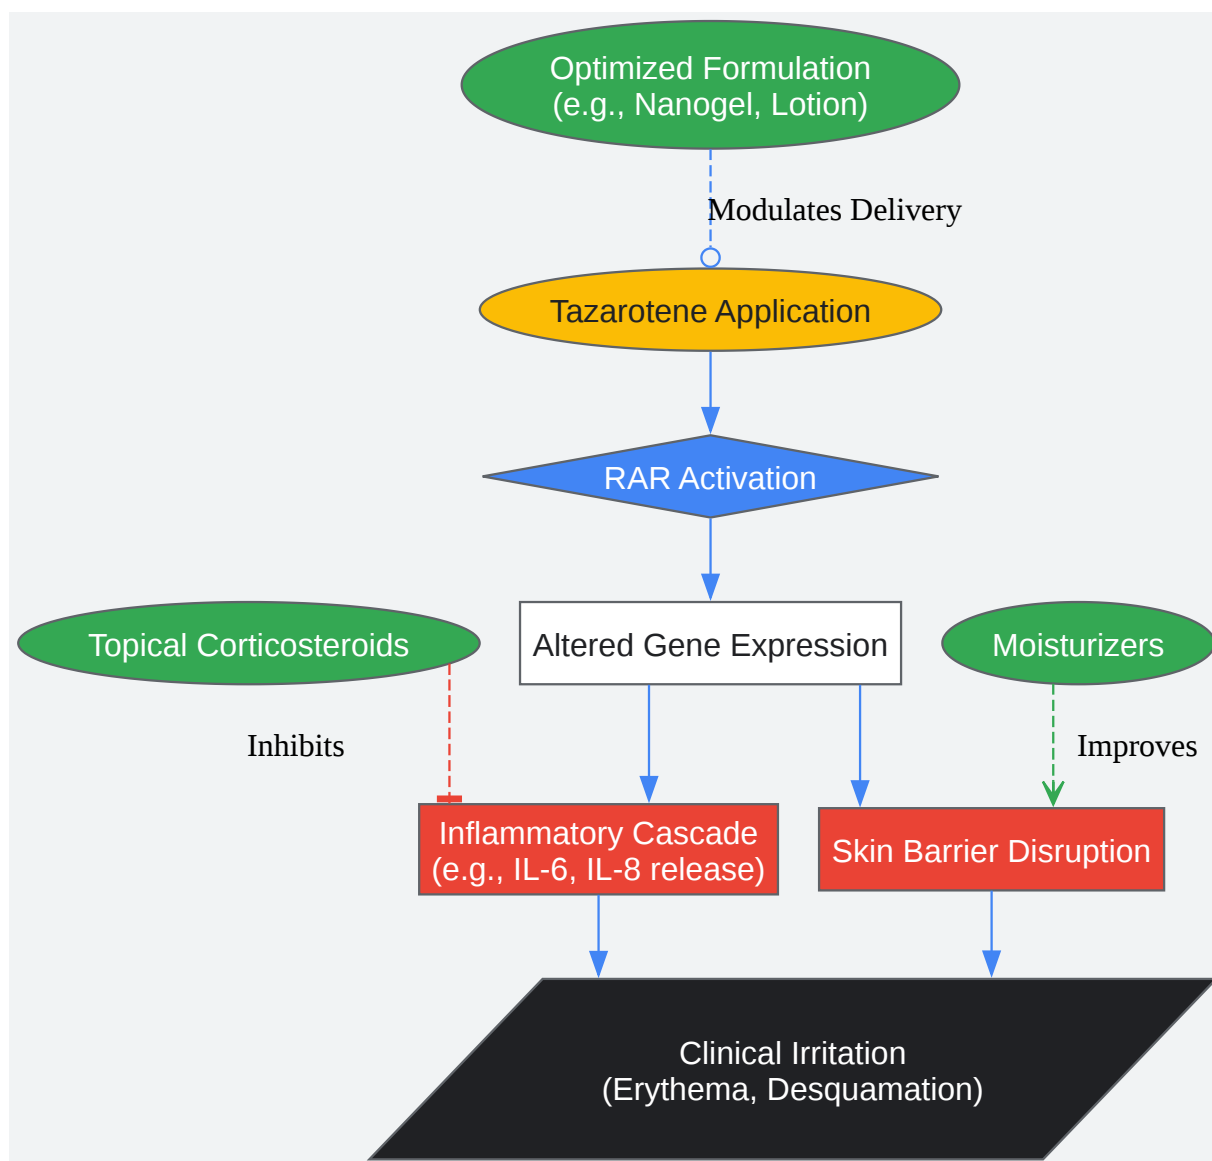 Optimized Formulation
(e.g., Nanogel, Lotion)
Modulates Delivery
Tazarotene Application
RAR Activation
Topical Corticosteroids
Altered Gene Expression
Moisturizers
Inhibits
Improves
Inflammatory Cascade
(e.g., IL-6, IL-8 release)
Skin Barrier Disruption
Clinical Irritation
(Erythema, Desquamation)